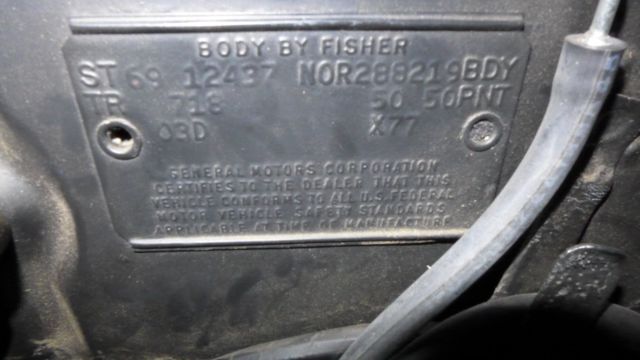 BODY BY FISHER
ST 69 12437 NOR288219BDY
TR 718 50 50PNT
03D X77
GENERAL MOTORS CORPORATION
CERTIFIES TO THE DEALER THAT THIS
VEHICLE CONFORMS TO ALL U.S. FEDERAL
MOTOR VEHICLE SAFETY STANDARDS
APPLICABLE AT TIME OF MANUFACTURE